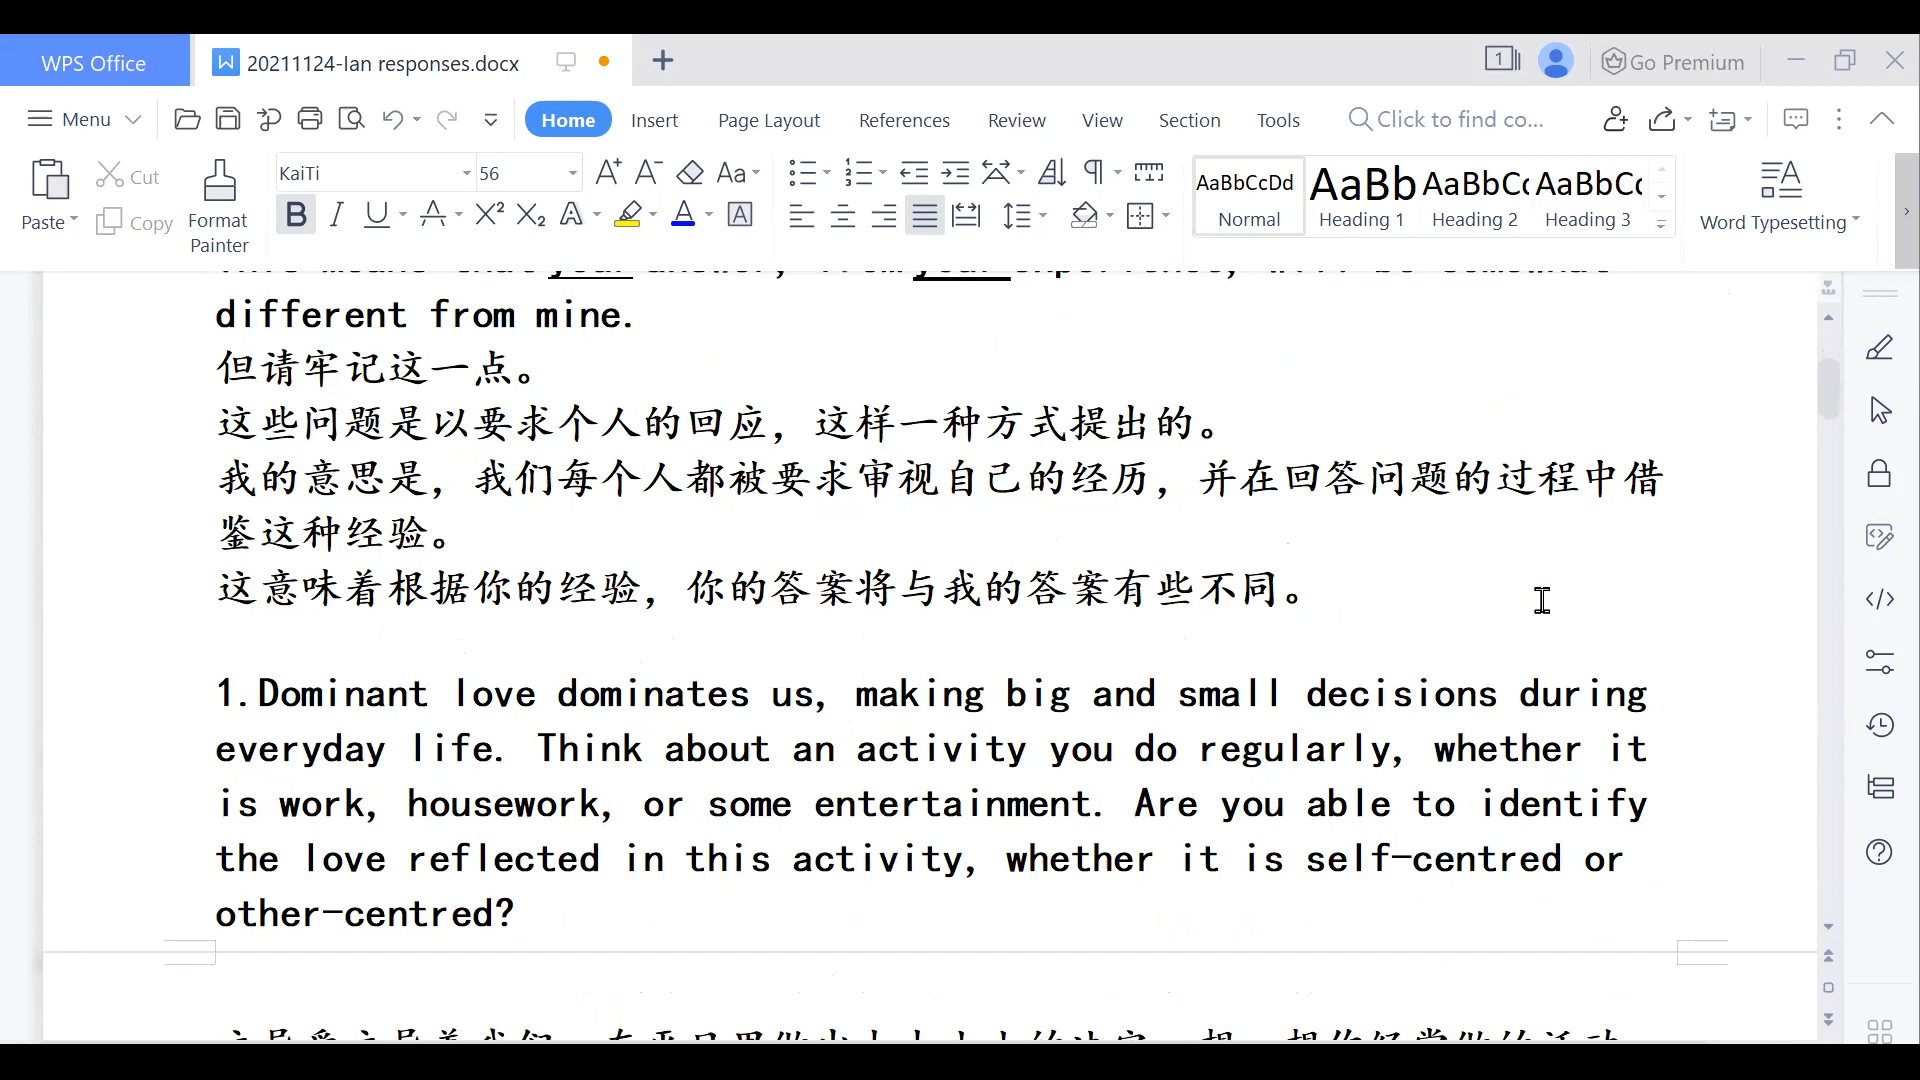 WPS Office
20211124-Ian responses.docx
1
Go Premium
Menu
Home
Insert
Page Layout
References
Review
View
Section
Tools
Click to find co...
Paste
Cut
Copy
Format
Painter
KaiTi
56
AaBbCcDd
Normal
AaBb
Heading 1
AaBbCc
Heading 2
AaBbCc
Heading 3
Word Typesetting
different from mine.
但请牢记这一点。
这些问题是以要求个人的回应，这样一种方式提出的。
我的意思是，我们每个人都被要求审视自己的经历，并在回答问题的过程中借
鉴这种经验。
这意味着根据你的经验，你的答案将与我的答案有些不同。
1.Dominant love dominates us, making big and small decisions during
everyday life. Think about an activity you do regularly, whether it
is work, housework, or some entertainment. Are you able to identify
the love reflected in this activity, whether it is self-centred or
other-centred?